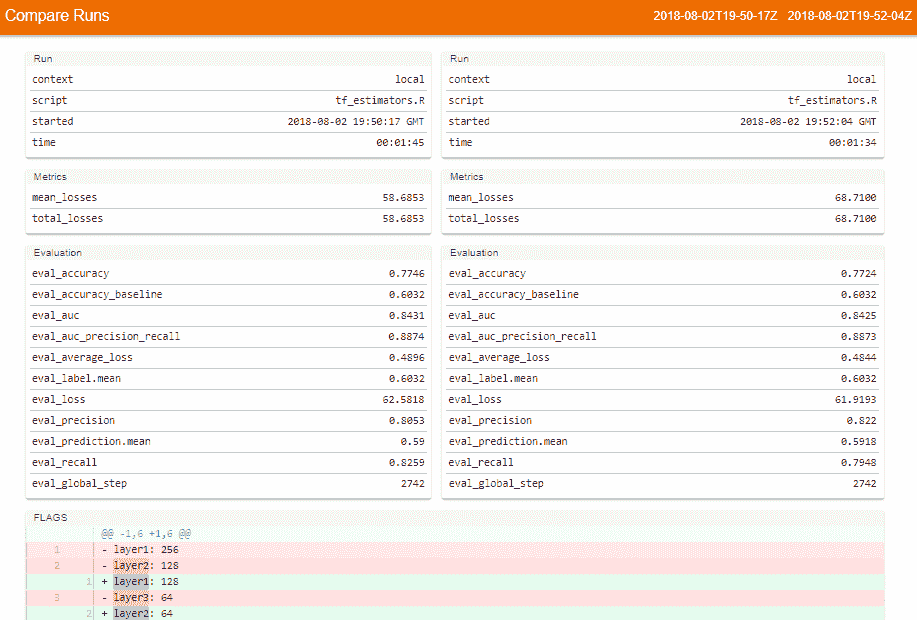 Compare Runs 2018-08-02T19-50-17Z 2018-08-02T19-52-04Z
Run
context local
script tf_estimators.R
started 2018-08-02 19:50:17 GMT
time 00:01:45
Metrics
mean_losses 58.6853
total_losses 58.6853
Evaluation
eval_accuracy 0.7746
eval_accuracy_baseline 0.6032
eval_auc 0.8431
eval_auc_precision_recall 0.8874
eval_average_loss 0.4896
eval_label.mean 0.6032
eval_loss 62.5818
eval_precision 0.8053
eval_prediction.mean 0.59
eval_recall 0.8259
eval_global_step 2742
Run
context local
script tf_estimators.R
started 2018-08-02 19:52:04 GMT
time 00:01:34
Metrics
mean_losses 68.7100
total_losses 68.7100
Evaluation
eval_accuracy 0.7724
eval_accuracy_baseline 0.6032
eval_auc 0.8425
eval_auc_precision_recall 0.8873
eval_average_loss 0.4844
eval_label.mean 0.6032
eval_loss 61.9193
eval_precision 0.822
eval_prediction.mean 0.5918
eval_recall 0.7948
eval_global_step 2742
FLAGS
@@ -1,6 +1,6 @@
1 - layer1: 256
2 - layer2: 128
1 + layer1: 128
3 - layer3: 64
2 + layer2: 64